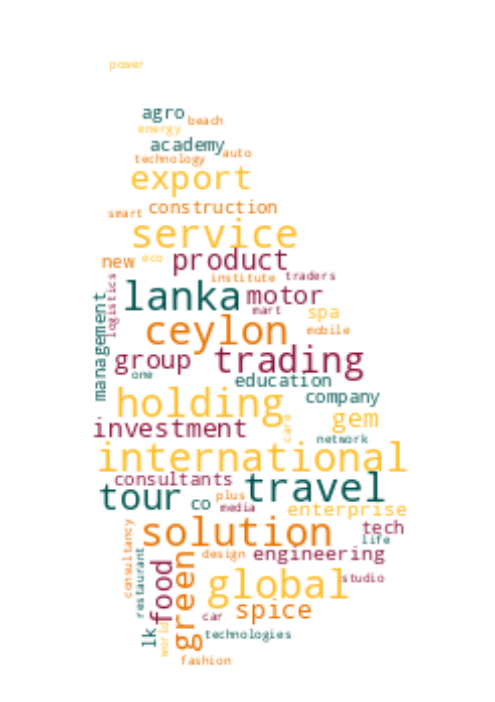 power
agro
beach
energy
academy
auto
technology
export
smart construction
service
new eco product
institute traders
logistics
management
lanka motor
mart
spa
ceylon
mobile
group trading
one
education
company
holding
gem
care
investment
network
international
consultants
tour co plus travel
media
enterprise
solution
tech
life
consultancy
restaurant
design engineering
food
green
global
studio
spice
car
lk
world
technologies
fashion